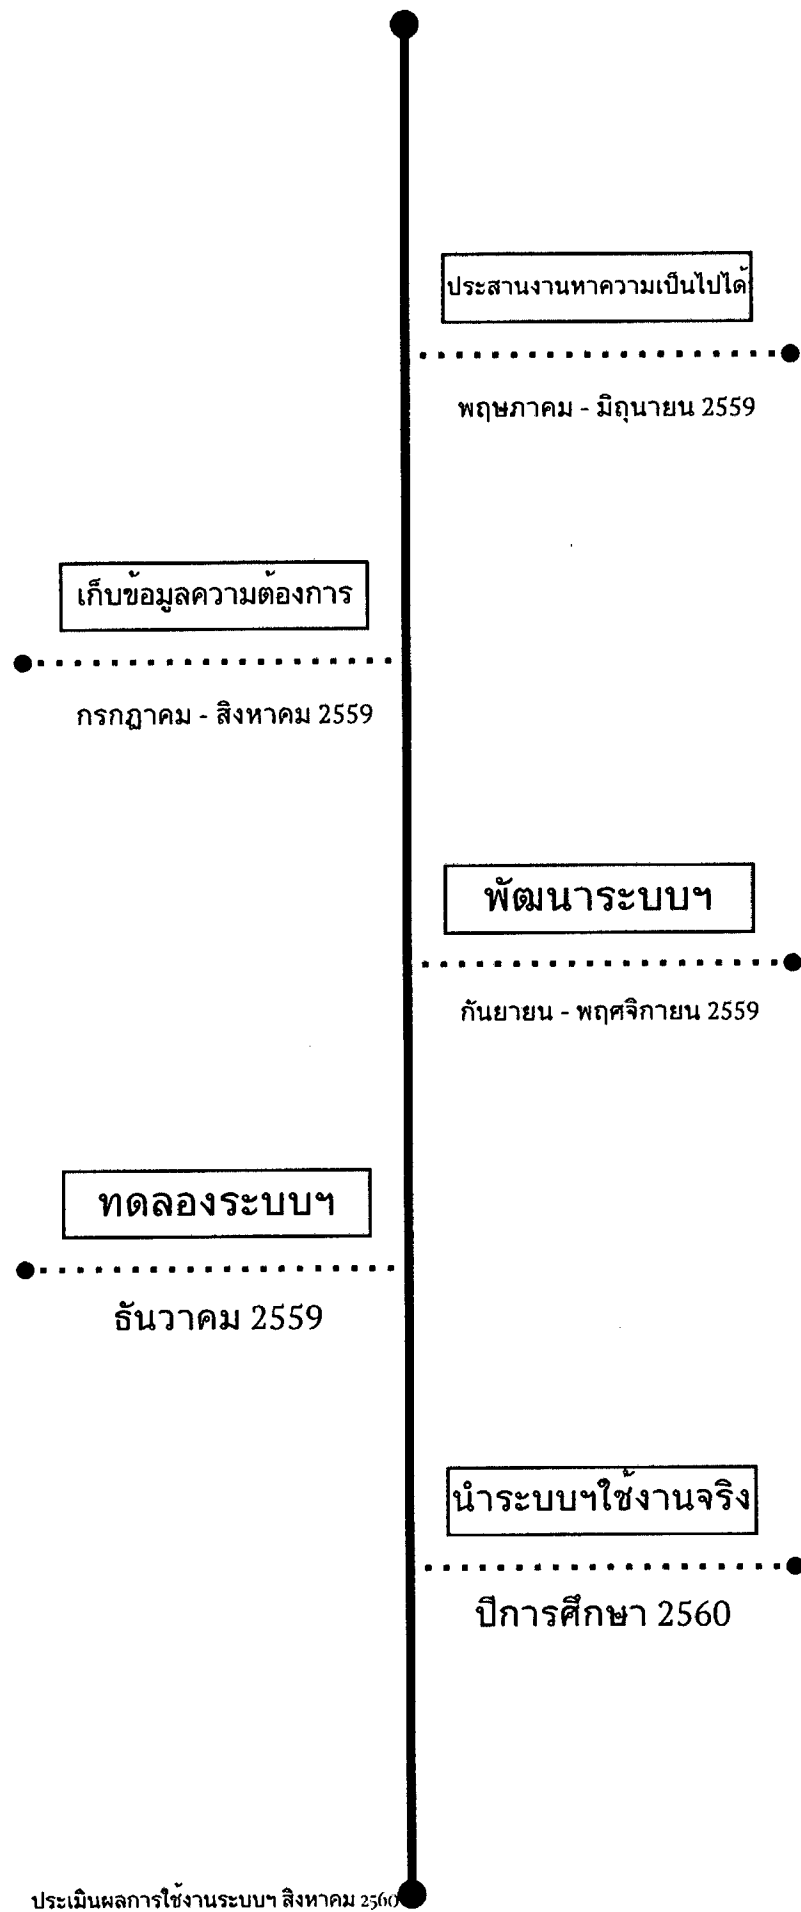 ประสานงานหาความเป็นไปได้
พฤษภาคม - มิถุนายน 2559
เก็บข้อมูลความต้องการ
กรกฎาคม - สิงหาคม 2559
พัฒนาระบบฯ
กันยายน - พฤศจิกายน 2559
ทดลองระบบฯ
ธันวาคม 2559
นำระบบฯใช้งานจริง
ปีการศึกษา 2560
ประเมินผลการใช้งานระบบฯ สิงหาคม 2560